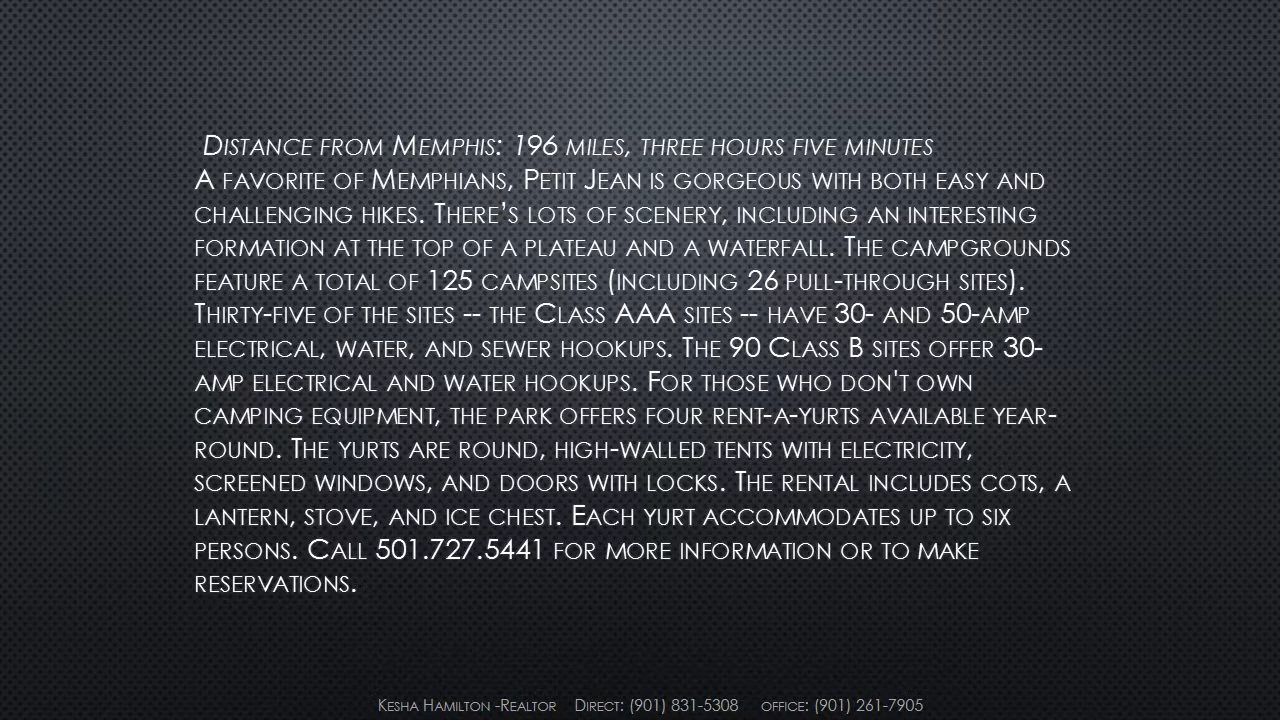 Distance from Memphis: 196 miles, three hours five minutes
A favorite of Memphians, Petit Jean is gorgeous with both easy and
challenging hikes. There’s lots of scenery, including an interesting
formation at the top of a plateau and a waterfall. The campgrounds
feature a total of 125 campsites (including 26 pull-through sites).
Thirty-five of the sites -- the Class AAA sites -- have 30- and 50-amp
electrical, water, and sewer hookups. The 90 Class B sites offer 30-
amp electrical and water hookups. For those who don't own
camping equipment, the park offers four rent-a-yurts available year-
round. The yurts are round, high-walled tents with electricity,
screened windows, and doors with locks. The rental includes cots, a
lantern, stove, and ice chest. Each yurt accommodates up to six
persons. Call 501.727.5441 for more information or to make
reservations.
Kesha Hamilton -Realtor Direct: (901) 831-5308 office: (901) 261-7905